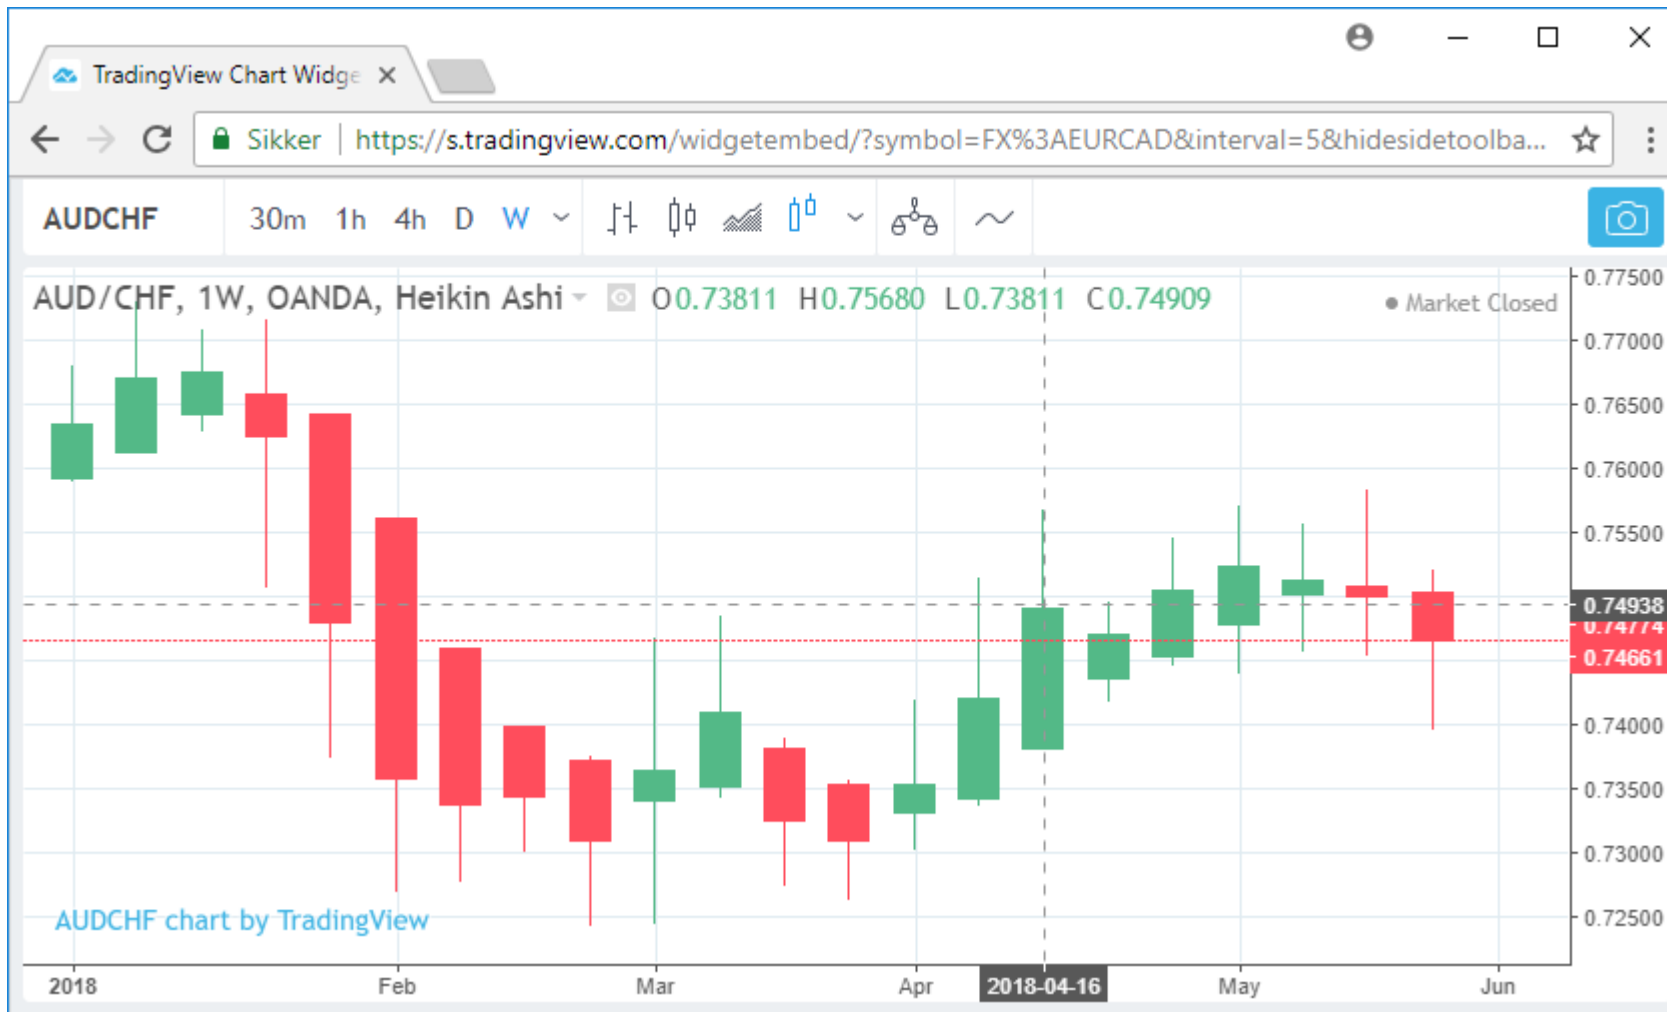 TradingView Chart Widge
Sikker https://s.tradingview.com/widgetembed/?symbol=FX%3AEURCAD&interval=5&hidesidetoolba...
AUDCHF 30m 1h 4h D W
AUD/CHF, 1W, OANDA, Heikin Ashi O0.73811 H0.75680 L0.73811 C0.74909 Market Closed
0.77500
0.77000
0.76500
0.76000
0.75500
0.74938
0.74774
0.74661
0.74000
0.73500
0.73000
0.72500
AUDCHF chart by TradingView
2018 Feb Mar Apr 2018-04-16 May Jun